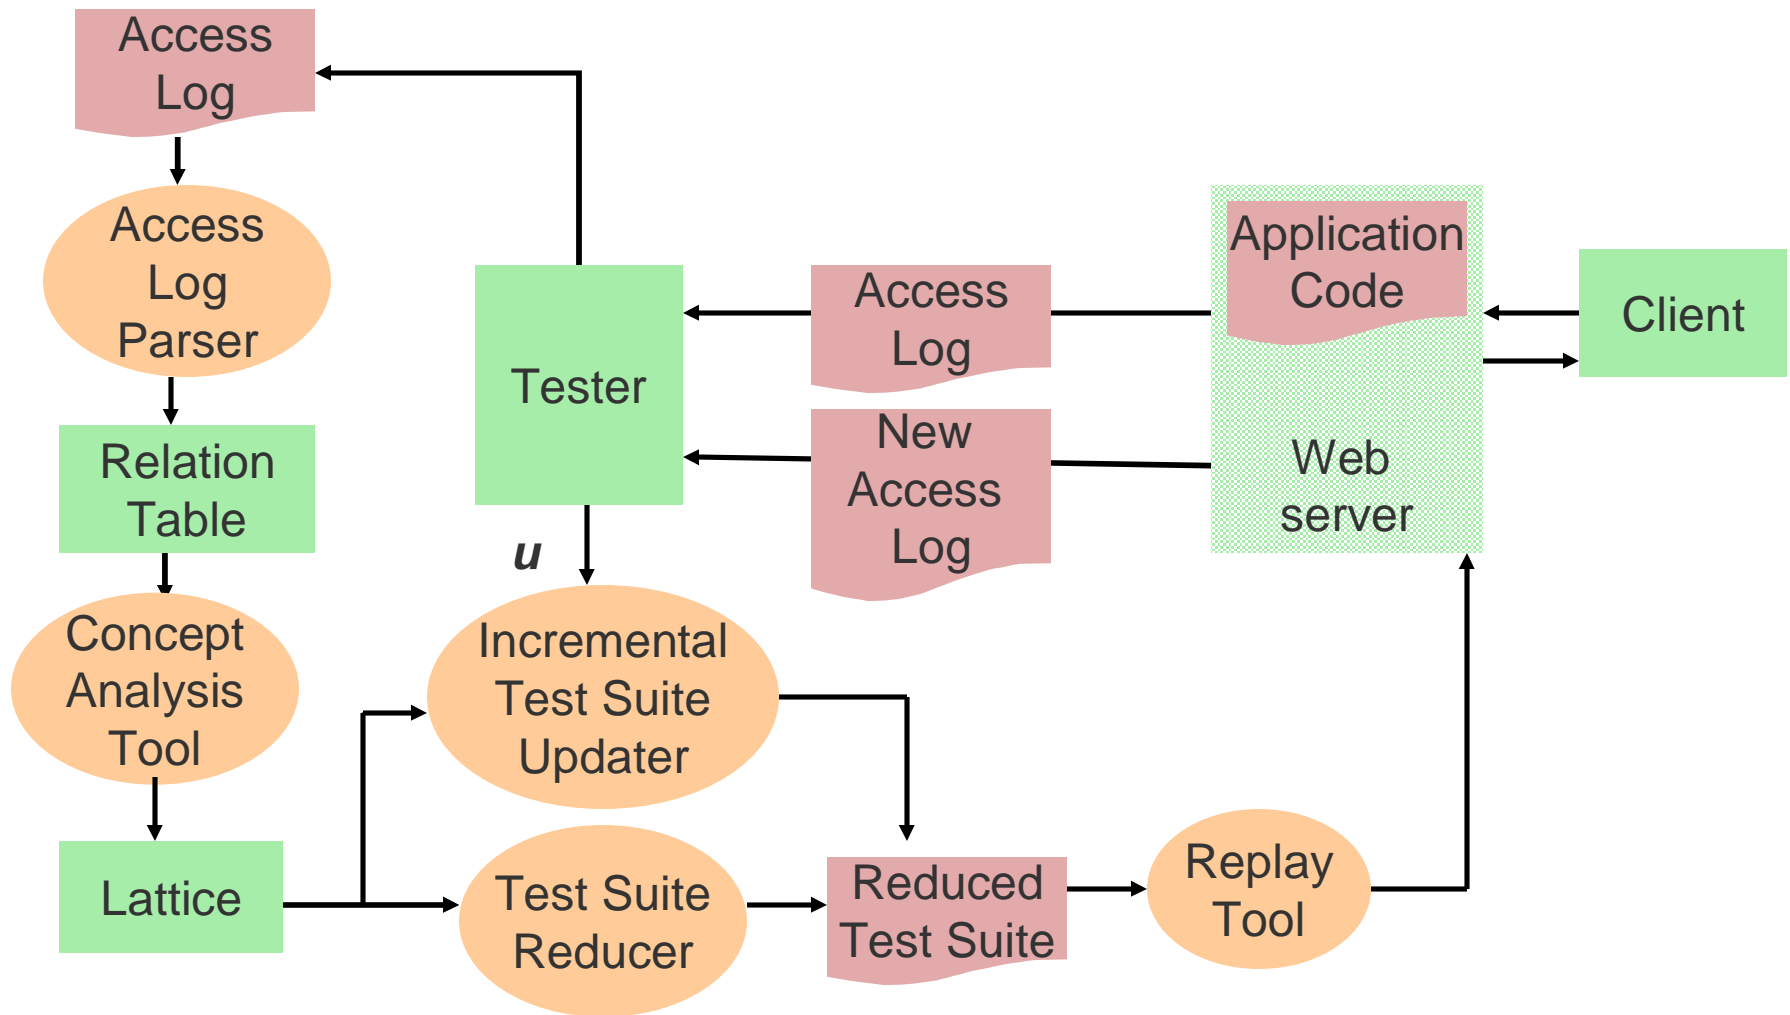 Access
Log
Access
Log
Parser
Relation
Table
Concept
Analysis
Tool
Lattice
Tester
u
Incremental
Test Suite
Updater
Test Suite
Reducer
Access
Log
New
Access
Log
Reduced
Test Suite
Application
Code
Web
server
Client
Replay
Tool